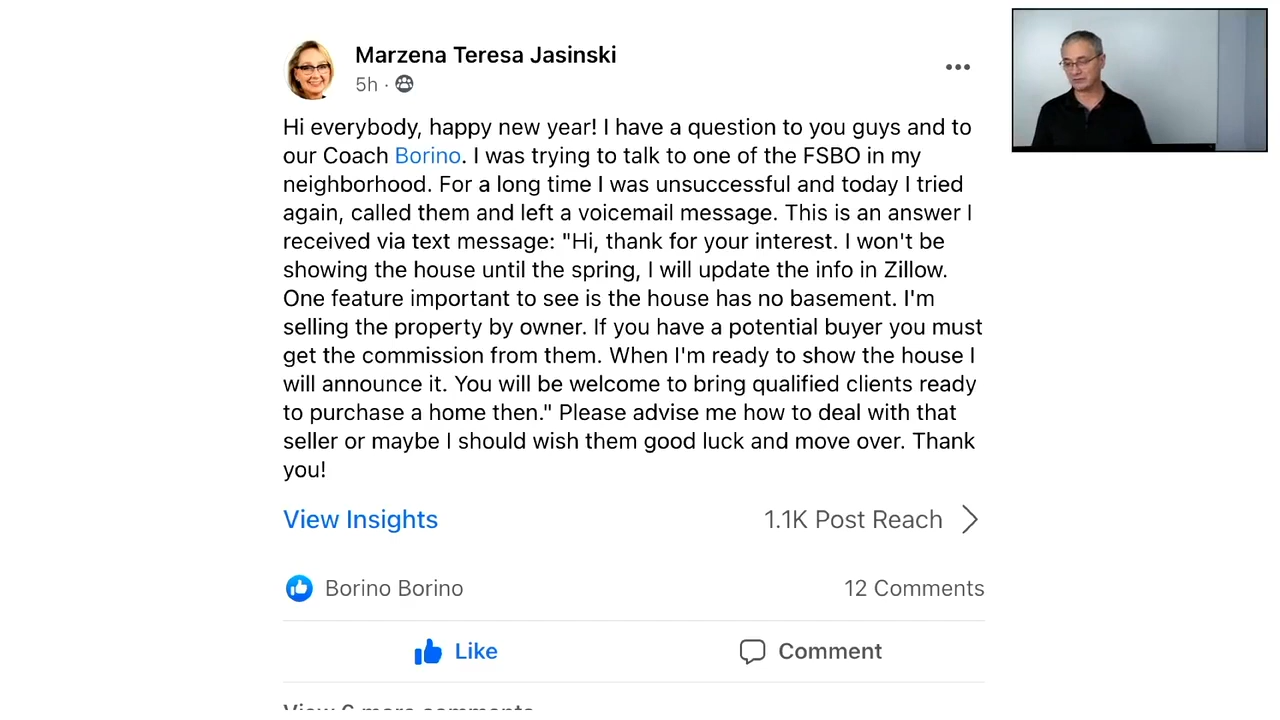 Marzena Teresa Jasinski
5h ·
Hi everybody, happy new year! I have a question to you guys and to
our Coach Borino. I was trying to talk to one of the FSBO in my
neighborhood. For a long time I was unsuccessful and today I tried
again, called them and left a voicemail message. This is an answer I
received via text message: "Hi, thank for your interest. I won't be
showing the house until the spring, I will update the info in Zillow.
One feature important to see is the house has no basement. I'm
selling the property by owner. If you have a potential buyer you must
get the commission from them. When I'm ready to show the house I
will announce it. You will be welcome to bring qualified clients ready
to purchase a home then." Please advise me how to deal with that
seller or maybe I should wish them good luck and move over. Thank
you!
View Insights
1.1K Post Reach
Borino Borino
12 Comments
Like
Comment
View 6 more comments